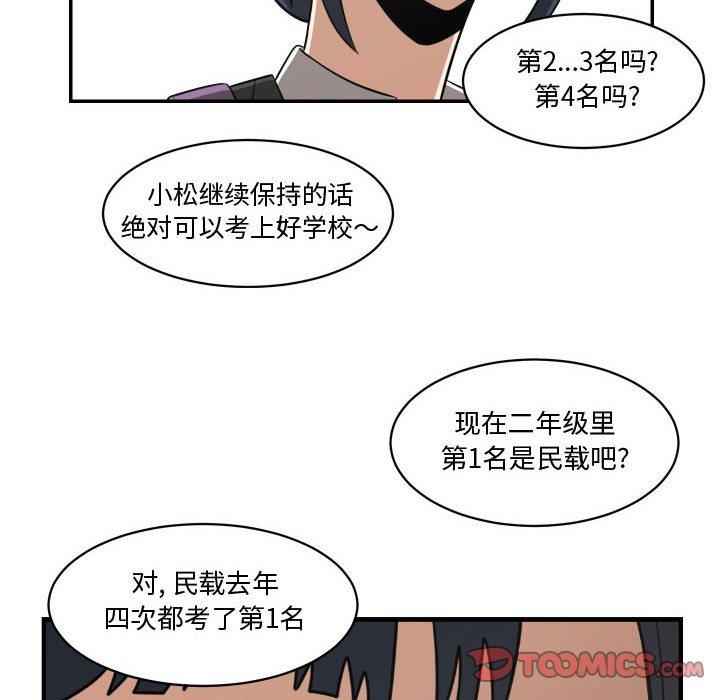 第2...3名吗?
第4名吗?
小松继续保持的话
绝对可以考上好学校～
现在二年级里
第1名是民载吧?
对, 民载去年
四次都考了第1名
TOOMICS.COM